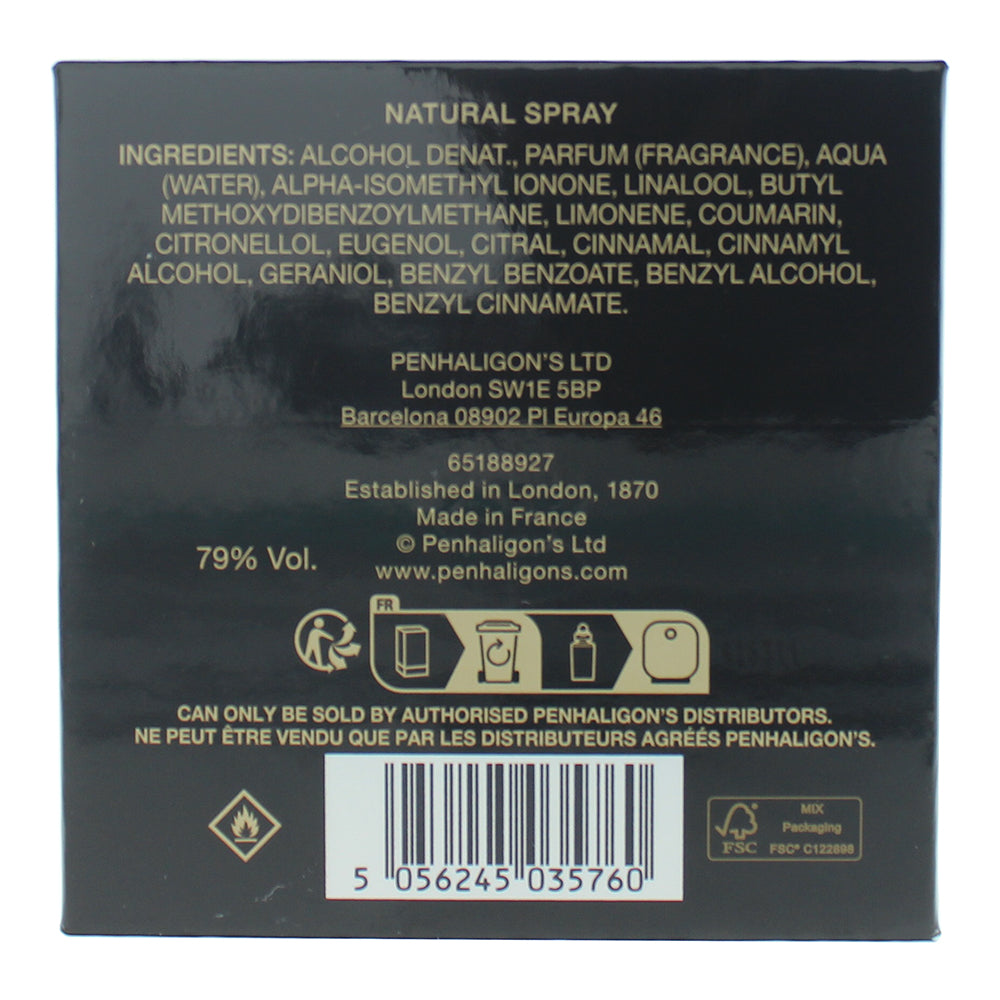 NATURAL SPRAY
INGREDIENTS: ALCOHOL DENAT., PARFUM (FRAGRANCE), AQUA
(WATER), ALPHA-ISOMETHYL IONONE, LINALOOL, BUTYL
METHOXYDIBENZOYLMETHANE, LIMONENE, COUMARIN,
CITRONELLOL, EUGENOL, CITRAL, CINNAMAL, CINNAMYL
ALCOHOL, GERANIOL, BENZYL BENZOATE, BENZYL ALCOHOL,
BENZYL CINNAMATE.
PENHALIGON'S LTD
London SW1E 5BP
Barcelona 08902 Pl Europa 46
65188927
Established in London, 1870
Made in France
© Penhaligon's Ltd
79% Vol.
www.penhaligons.com
FR
CAN ONLY BE SOLD BY AUTHORISED PENHALIGON'S DISTRIBUTORS.
NE PEUT ÊTRE VENDU QUE PAR LES DISTRIBUTEURS AGRÉÉS PENHALIGON'S.
5 056245 035760
FSC
MIX
Packaging
FSC® C122698